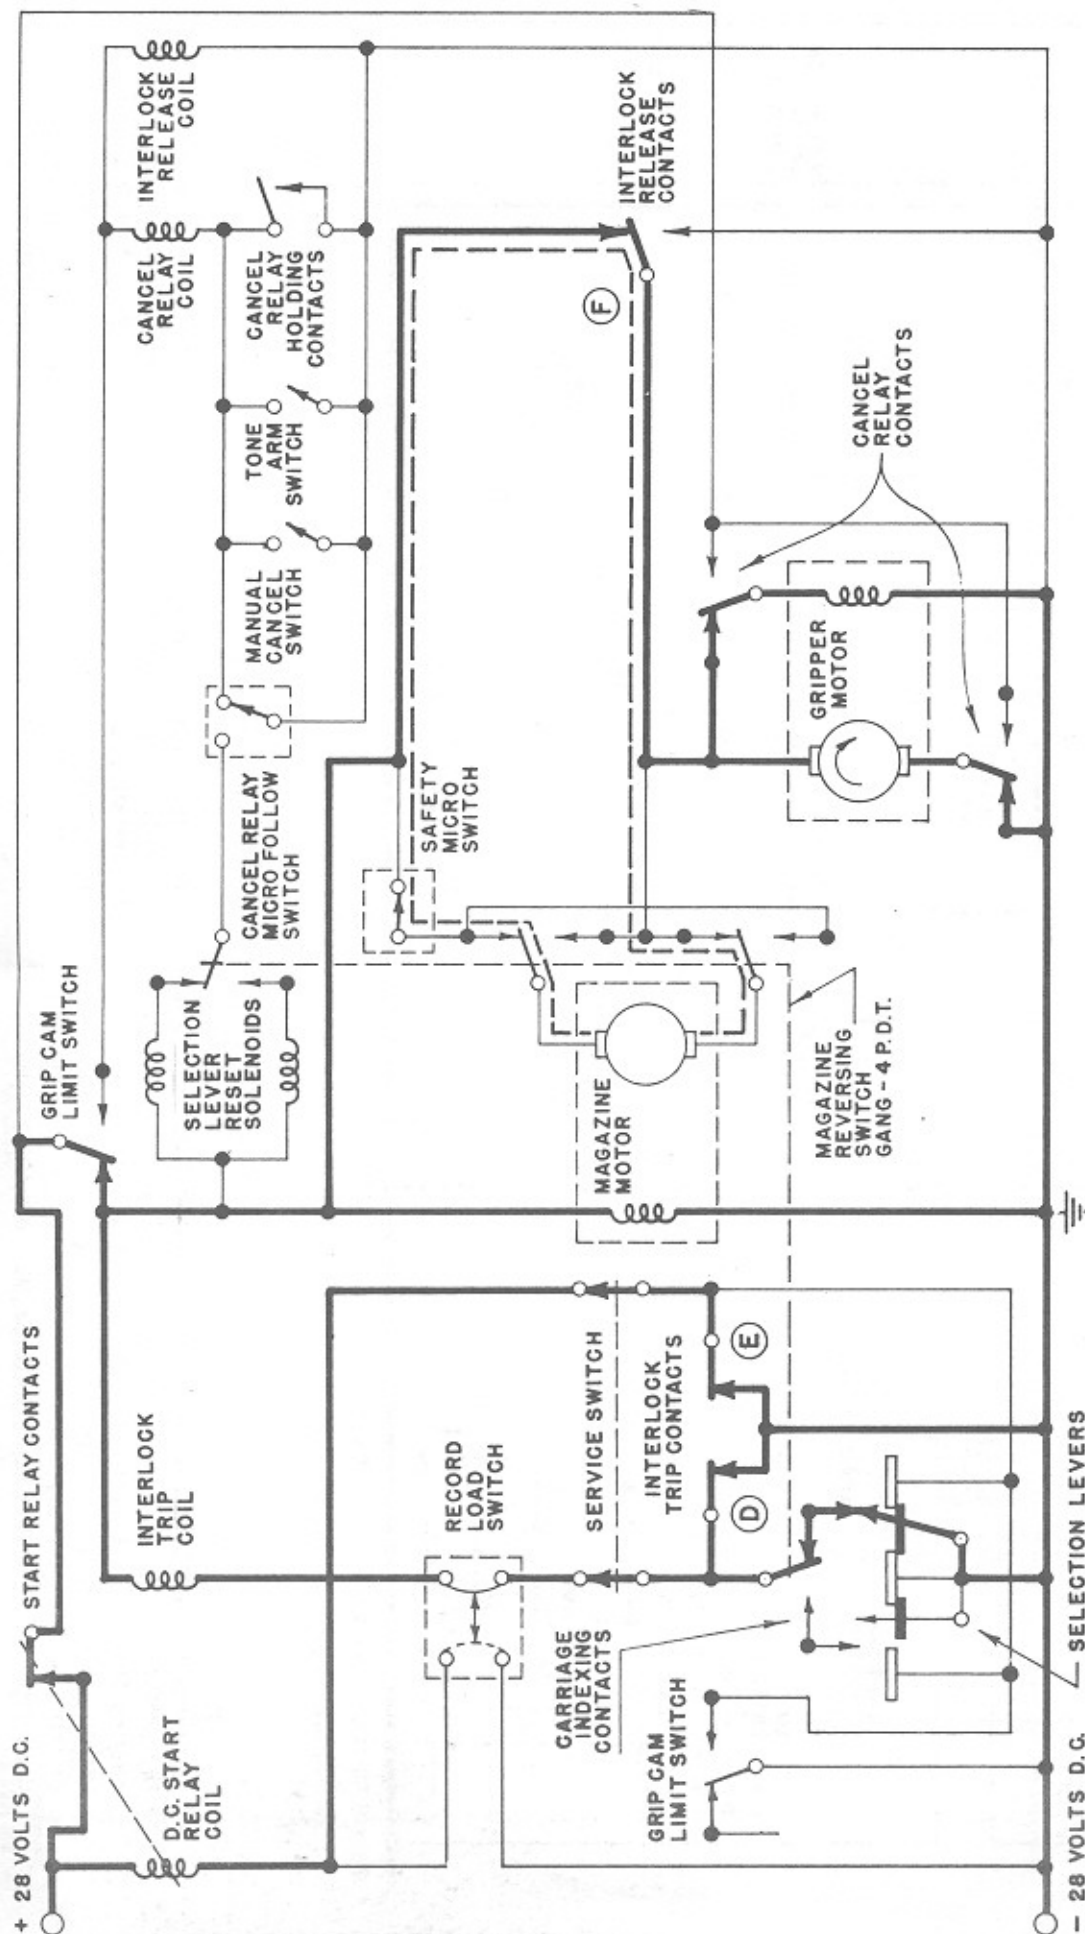 + 28 VOLTS D.C.
START RELAY CONTACTS
D.C. START
RELAY
COIL
INTERLOCK
TRIP
COIL
GRIP CAM
LIMIT SWITCH
SELECTION
LEVER
RESET
SOLENOIDS
CANCEL RELAY
MICRO FOLLOW
SWITCH
MANUAL
CANCEL
SWITCH
TONE
ARM
SWITCH
CANCEL
RELAY
HOLDING
CONTACTS
CANCEL
RELAY
COIL
INTERLOCK
RELEASE
COIL
RECORD
LOAD
SWITCH
SAFETY
MICRO
SWITCH
INTERLOCK
RELEASE
CONTACTS
F
SERVICE SWITCH
INTERLOCK
TRIP CONTACTS
D
E
MAGAZINE
MOTOR
CARRIAGE
INDEXING
CONTACTS
GRIP CAM
LIMIT SWITCH
MAGAZINE
REVERSING
SWITCH
GANG - 4 P.D.T.
GRIPPER
MOTOR
CANCEL
RELAY
CONTACTS
- 28 VOLTS D.C.
SELECTION LEVERS